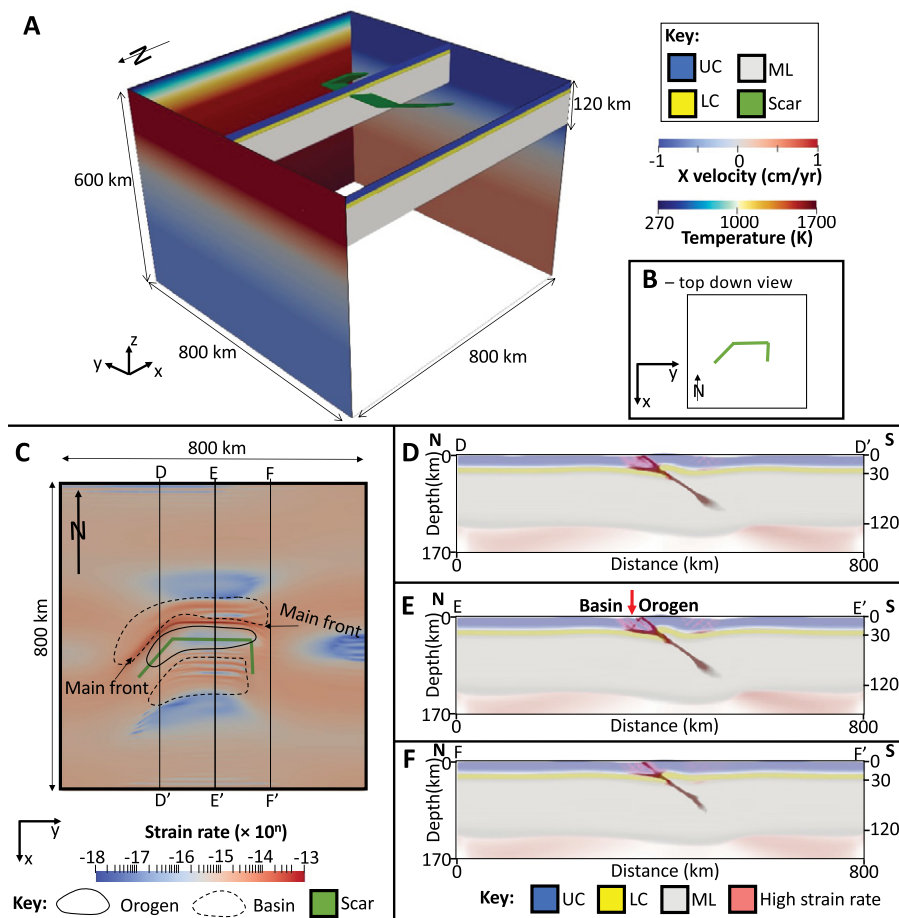 A
N
600 km
800 km
800 km
120 km
z
y
x
Key:
UC
ML
LC
Scar
-1
0
1
X velocity (cm/yr)
270
1000
1700
Temperature (K)
B – top down view
y
x
N
C
800 km
D
E
F
N
800 km
Main front
Main front
D'
E'
F'
y
x
Strain rate (× 10ⁿ)
-18
-17
-16
-15
-14
-13
Key:
Orogen
Basin
Scar
D
N
D
D'
S
Depth(km)
0
170
0
30
120
0
Distance (km)
800
E
N
E
Basin
Orogen
E'
S
Depth(km)
0
170
0
30
120
0
Distance (km)
800
F
N
F
F'
S
Depth(km)
0
170
0
30
120
0
Distance (km)
800
Key:
UC
LC
ML
High strain rate